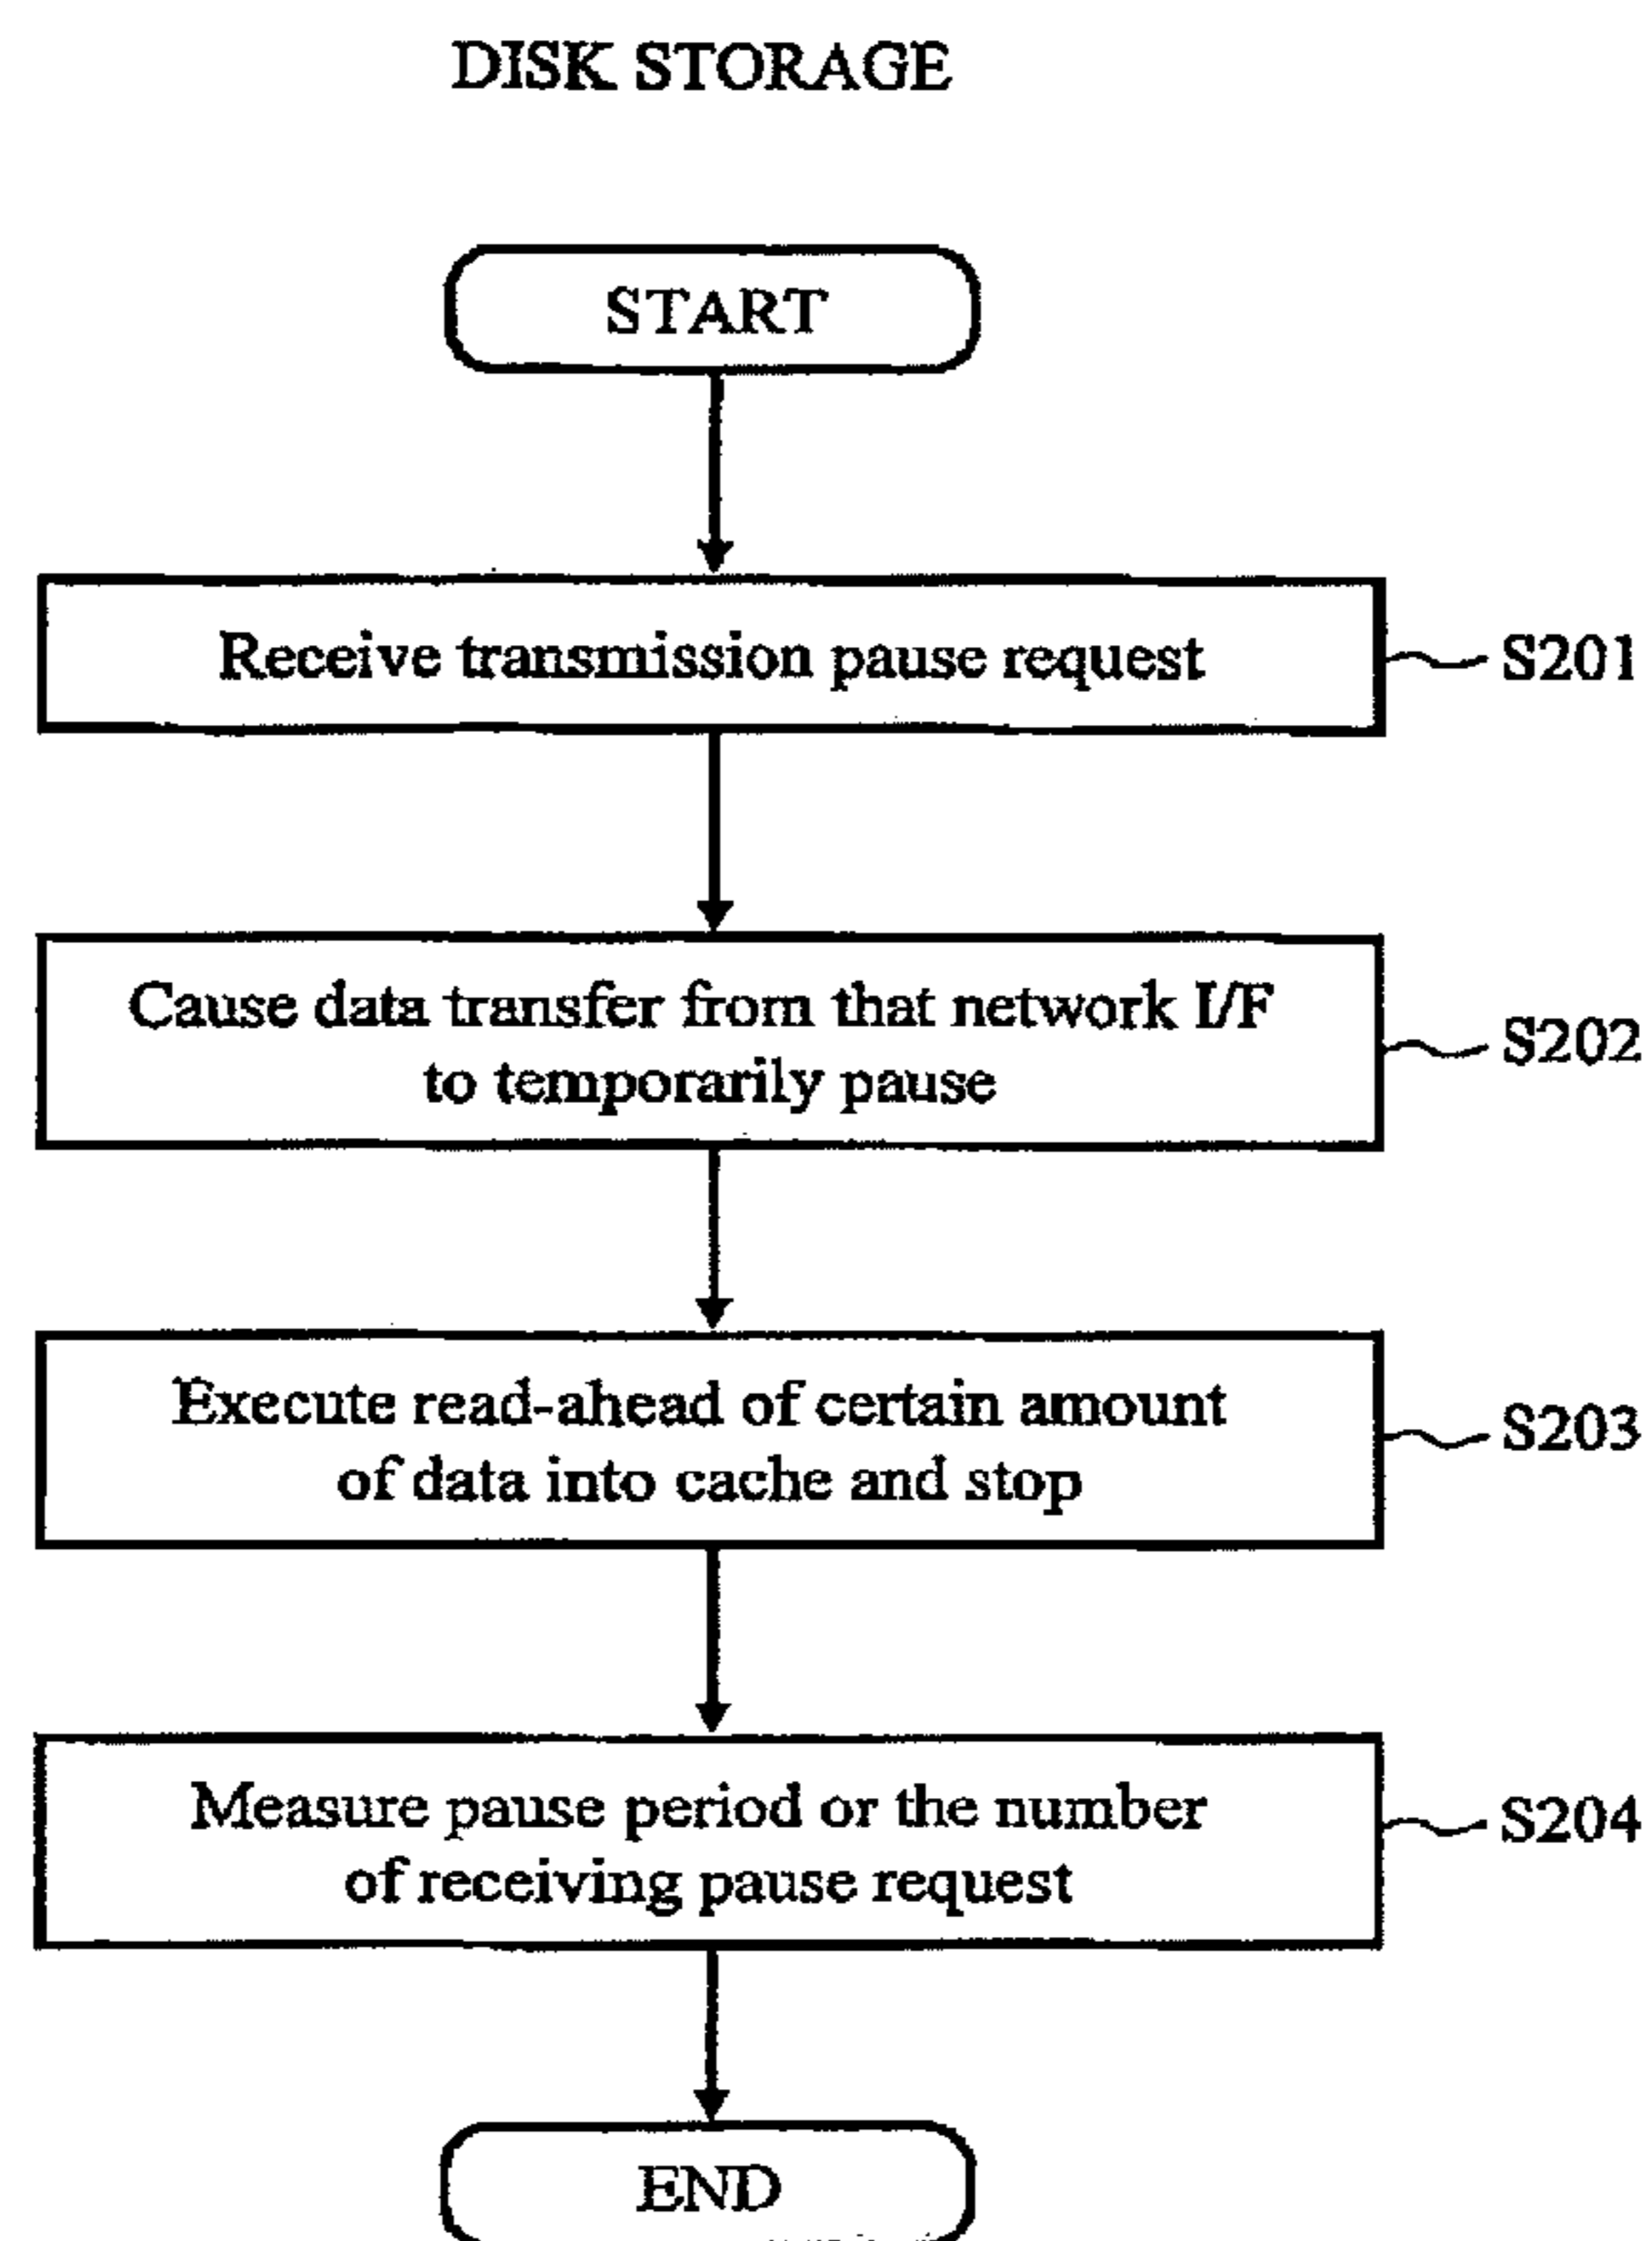 DISK STORAGE
START
Receive transmission pause request
S201
Cause data transfer from that network I/F
to temporarily pause
S202
Execute read-ahead of certain amount
of data into cache and stop
S203
Measure pause period or the number
of receiving pause request
S204
END